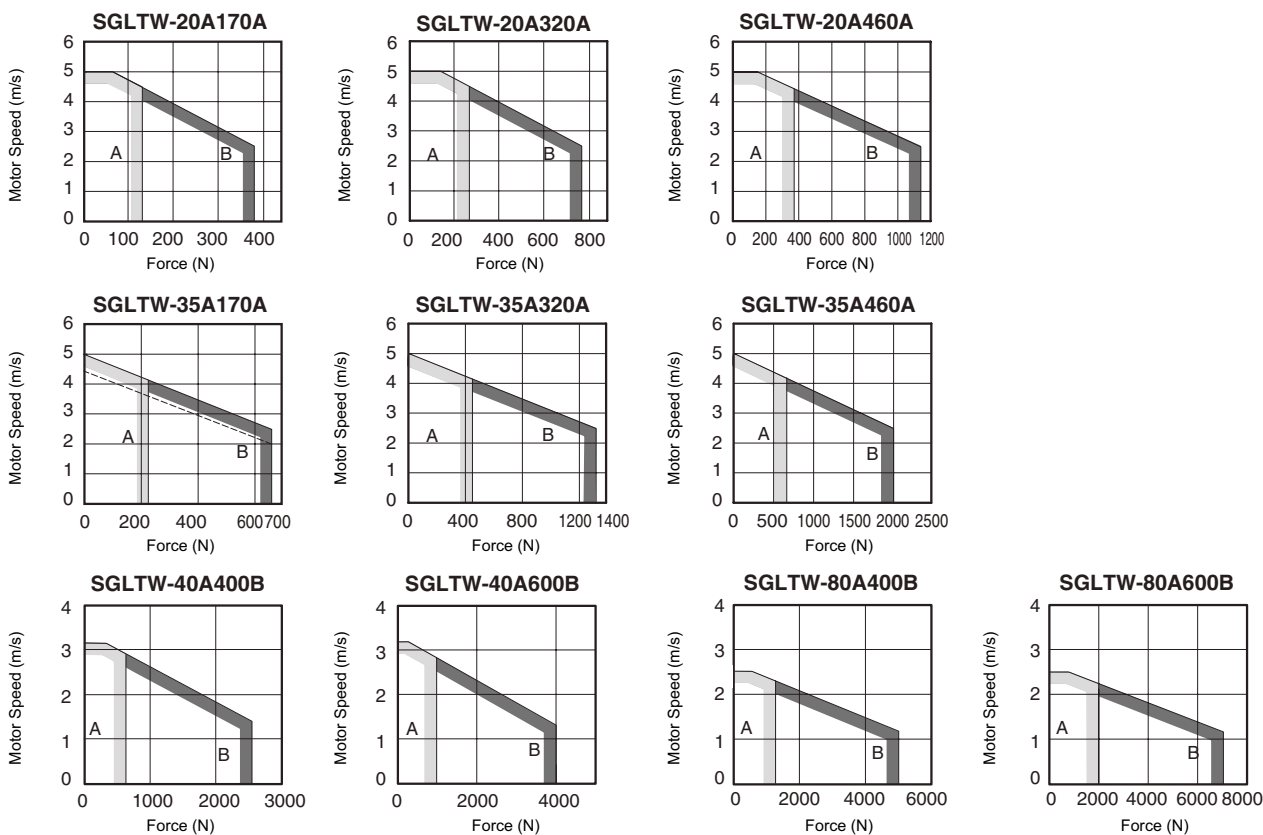 SGLTW-20A170A
Motor Speed (m/s)
6
5
4
3
2
1
0
A
B
0 100 200 300 400
Force (N)
SGLTW-20A320A
Motor Speed (m/s)
6
5
4
3
2
1
0
A
B
0 200 400 600 800
Force (N)
SGLTW-20A460A
Motor Speed (m/s)
6
5
4
3
2
1
0
A
B
0 200 400 600 800 1000 1200
Force (N)
SGLTW-35A170A
Motor Speed (m/s)
6
5
4
3
2
1
0
A
B
0 200 400 600 700
Force (N)
SGLTW-35A320A
Motor Speed (m/s)
6
5
4
3
2
1
0
A
B
0 400 800 1200 1400
Force (N)
SGLTW-35A460A
Motor Speed (m/s)
6
5
4
3
2
1
0
A
B
0 500 1000 1500 2000 2500
Force (N)
SGLTW-40A400B
Motor Speed (m/s)
4
3
2
1
0
A
B
0 1000 2000 3000
Force (N)
SGLTW-40A600B
Motor Speed (m/s)
4
3
2
1
0
A
B
0 2000 4000
Force (N)
SGLTW-80A400B
Motor Speed (m/s)
4
3
2
1
0
A
B
0 2000 4000 6000
Force (N)
SGLTW-80A600B
Motor Speed (m/s)
4
3
2
1
0
A
B
0 2000 4000 6000 8000
Force (N)